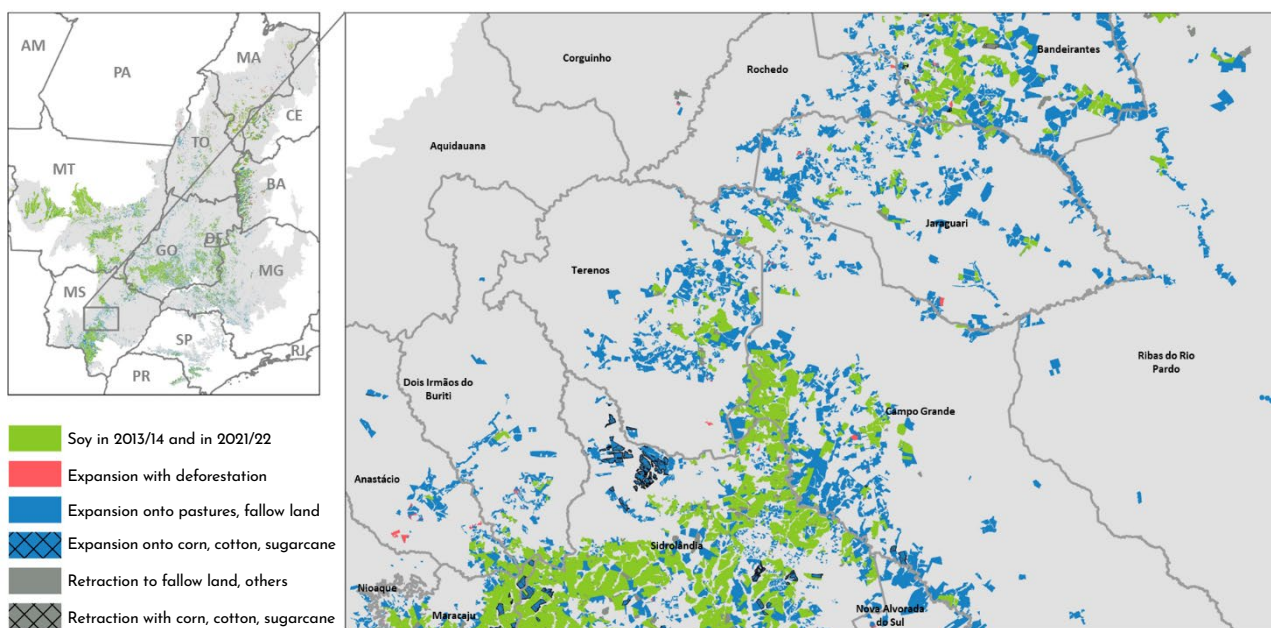 AM
PA
MA
CE
TO
MT
BA
GO
DF
MG
MS
SP
RJ
PR
Soy in 2013/14 and in 2021/22
Expansion with deforestation
Expansion onto pastures, fallow land
Expansion onto corn, cotton, sugarcane
Retraction to fallow land, others
Retraction with corn, cotton, sugarcane
Corguinho
Rochedo
Bandeirantes
Aquidauana
Jaraguari
Terenos
Ribas do Rio
Pardo
Dois Irmãos do
Buriti
Campo Grande
Anastácio
Sidrolândia
Nioaque
Maracaju
Nova Alvorada
do Sul